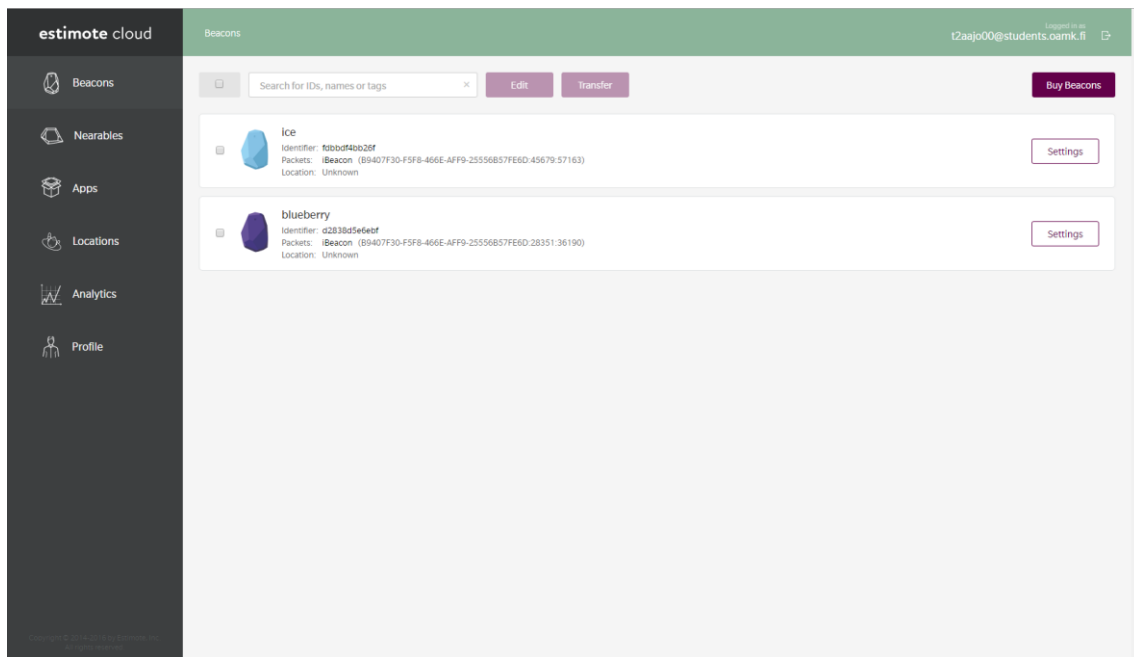 estimote cloud
Beacons
Logged in as
t2aajo00@students.oamk.fi
Beacons
Nearables
Apps
Locations
Analytics
Profile
Search for IDs, names or tags ×
Edit
Transfer
Buy Beacons
ice
Identifier: fdbbdf4bb26f
Packets: iBeacon (B9407F30-F5F8-466E-AFF9-25556B57FE6D:45679:57163)
Location: Unknown
Settings
blueberry
Identifier: d2838d5e6ebf
Packets: iBeacon (B9407F30-F5F8-466E-AFF9-25556B57FE6D:28351:36190)
Location: Unknown
Settings